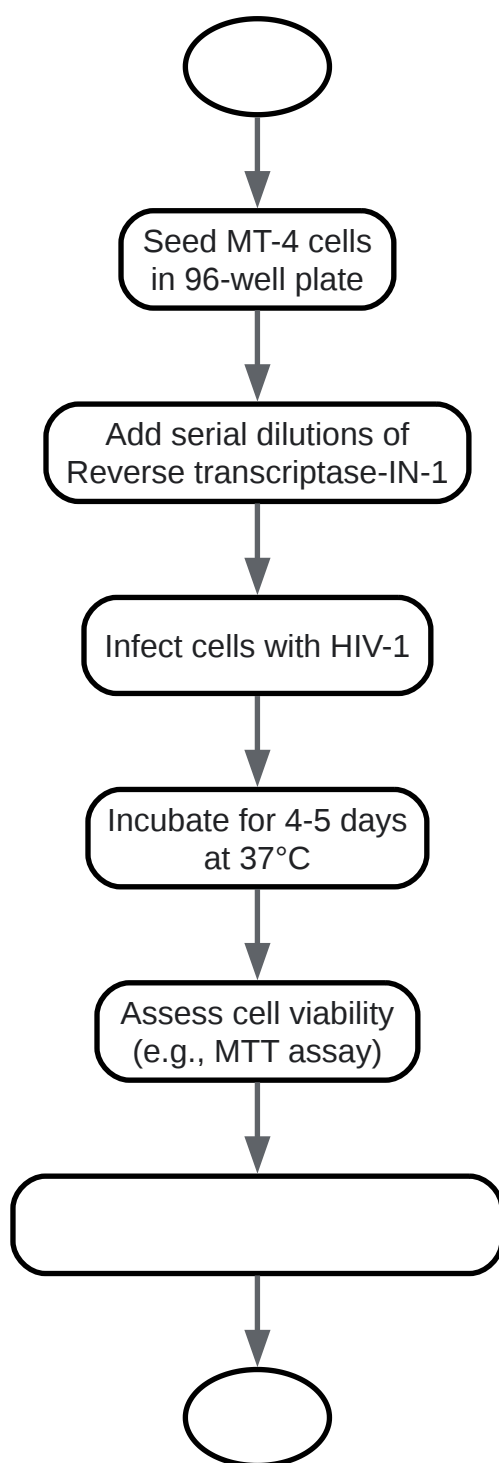 Seed MT-4 cells
in 96-well plate
Add serial dilutions of
Reverse transcriptase-IN-1
Infect cells with HIV-1
Incubate for 4-5 days
at 37°C
Assess cell viability
(e.g., MTT assay)